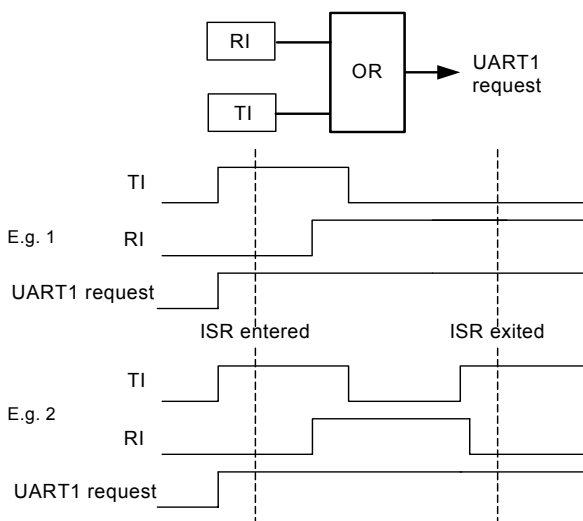 RI
OR
UART1
request
TI
TI
E.g. 1
RI
UART1 request
ISR entered
ISR exited
TI
E.g. 2
RI
UART1 request